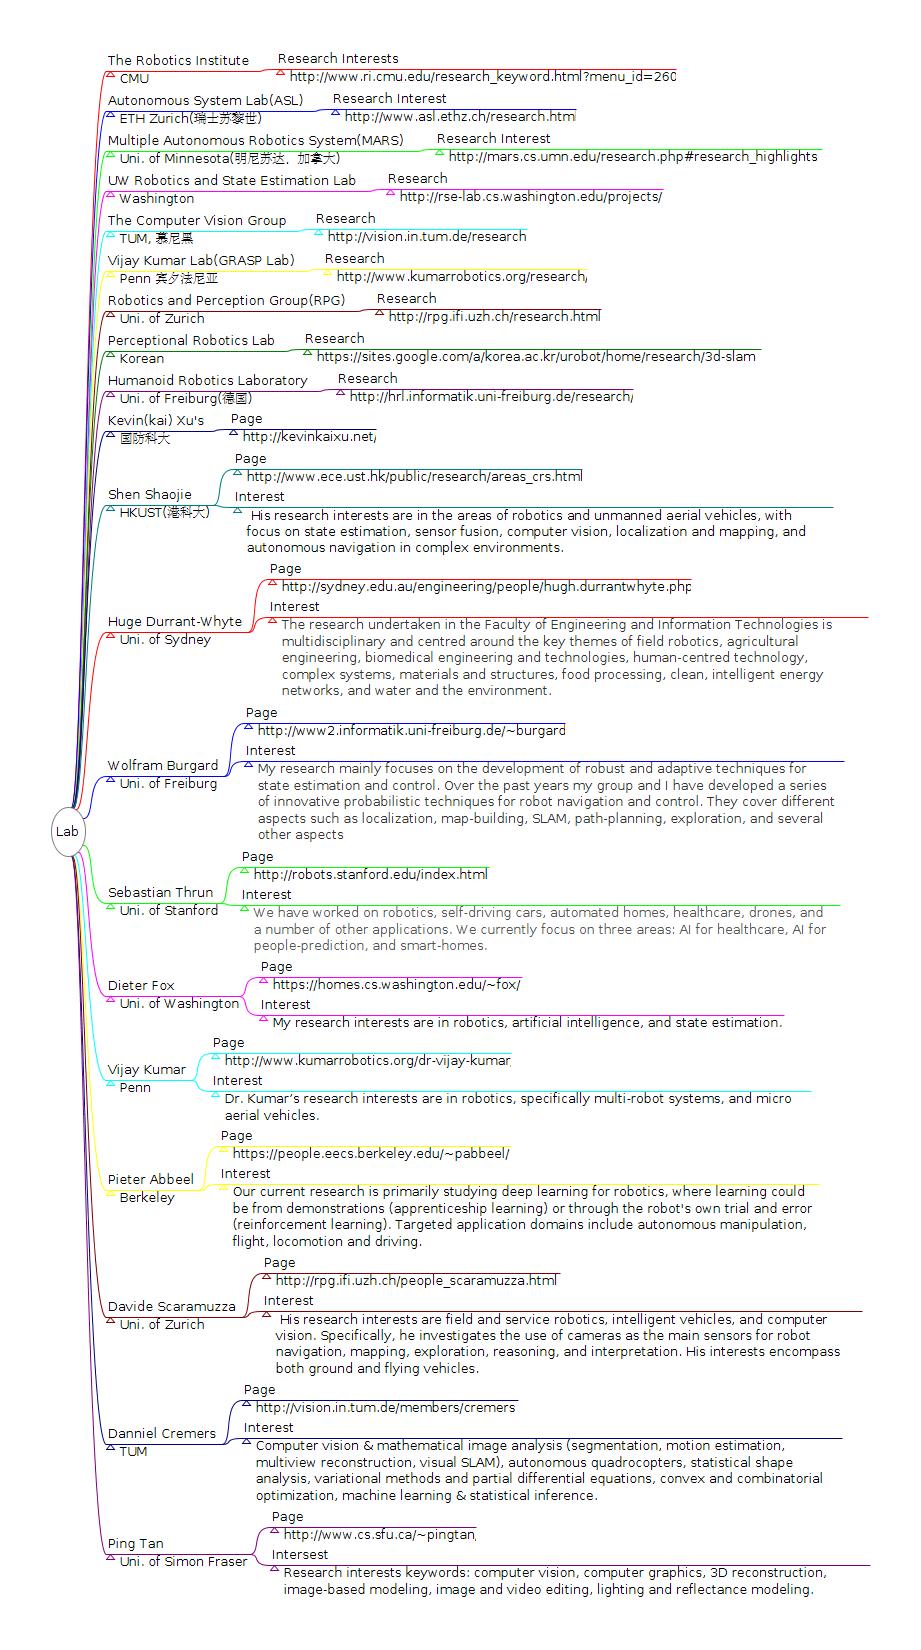 The Robotics Institute
CMU
Research Interests
http://www.ri.cmu.edu/research_keyword.html?menu_id=260
Autonomous System Lab(ASL)
ETH Zurich(瑞士苏黎世)
Research Interest
http://www.asl.ethz.ch/research.html
Multiple Autonomous Robotics System(MARS)
Uni. of Minnesota(明尼苏达, 加拿大)
Research Interest
http://mars.cs.umn.edu/research.php#research_highlights
UW Robotics and State Estimation Lab
Washington
Research
http://rse-lab.cs.washington.edu/projects/
The Computer Vision Group
TUM, 慕尼黑
Research
http://vision.in.tum.de/research
Vijay Kumar Lab(GRASP Lab)
Penn 宾夕法尼亚
Research
http://www.kumarrobotics.org/research/
Robotics and Perception Group(RPG)
Uni. of Zurich
Research
http://rpg.ifi.uzh.ch/research.html
Perceptional Robotics Lab
Korean
Research
https://sites.google.com/a/korea.ac.kr/urobot/home/research/3d-slam
Humanoid Robotics Laboratory
Uni. of Freiburg(德国)
Research
http://hrl.informatik.uni-freiburg.de/research/
Kevin(kai) Xu's
国防科大
Page
http://kevinkaixu.net/
Shen Shaojie
HKUST(港科大)
Page
http://www.ece.ust.hk/public/research/areas_crs.html
Interest
His research interests are in the areas of robotics and unmanned aerial vehicles, with
focus on state estimation, sensor fusion, computer vision, localization and mapping, and
autonomous navigation in complex environments.
Huge Durrant-Whyte
Uni. of Sydney
Page
http://sydney.edu.au/engineering/people/hugh.durrantwhyte.php
Interest
The research undertaken in the Faculty of Engineering and Information Technologies is
multidisciplinary and centred around the key themes of field robotics, agricultural
engineering, biomedical engineering and technologies, human-centred technology,
complex systems, materials and structures, food processing, clean, intelligent energy
networks, and water and the environment.
Lab
Wolfram Burgard
Uni. of Freiburg
Page
http://www2.informatik.uni-freiburg.de/~burgard
Interest
My research mainly focuses on the development of robust and adaptive techniques for
state estimation and control. Over the past years my group and I have developed a series
of innovative probabilistic techniques for robot navigation and control. They cover different
aspects such as localization, map-building, SLAM, path-planning, exploration, and several
other aspects
Sebastian Thrun
Uni. of Stanford
Page
http://robots.stanford.edu/index.html
Interest
We have worked on robotics, self-driving cars, automated homes, healthcare, drones, and
a number of other applications. We currently focus on three areas: AI for healthcare, AI for
people-prediction, and smart-homes.
Dieter Fox
Uni. of Washington
Page
https://homes.cs.washington.edu/~fox/
Interest
My research interests are in robotics, artificial intelligence, and state estimation.
Vijay Kumar
Penn
Page
http://www.kumarrobotics.org/dr-vijay-kumar
Interest
Dr. Kumar’s research interests are in robotics, specifically multi-robot systems, and micro
aerial vehicles.
Pieter Abbeel
Berkeley
Page
https://people.eecs.berkeley.edu/~pabbeel/
Interest
Our current research is primarily studying deep learning for robotics, where learning could
be from demonstrations (apprenticeship learning) or through the robot's own trial and error
(reinforcement learning). Targeted application domains include autonomous manipulation,
flight, locomotion and driving.
Davide Scaramuzza
Uni. of Zurich
Page
http://rpg.ifi.uzh.ch/people_scaramuzza.html
Interest
His research interests are field and service robotics, intelligent vehicles, and computer
vision. Specifically, he investigates the use of cameras as the main sensors for robot
navigation, mapping, exploration, reasoning, and interpretation. His interests encompass
both ground and flying vehicles.
Danniel Cremers
TUM
Page
http://vision.in.tum.de/members/cremers
Interest
Computer vision & mathematical image analysis (segmentation, motion estimation,
multiview reconstruction, visual SLAM), autonomous quadrocopters, statistical shape
analysis, variational methods and partial differential equations, convex and combinatorial
optimization, machine learning & statistical inference.
Ping Tan
Uni. of Simon Fraser
Page
http://www.cs.sfu.ca/~pingtan/
Intersest
Research interests keywords: computer vision, computer graphics, 3D reconstruction,
image-based modeling, image and video editing, lighting and reflectance modeling.